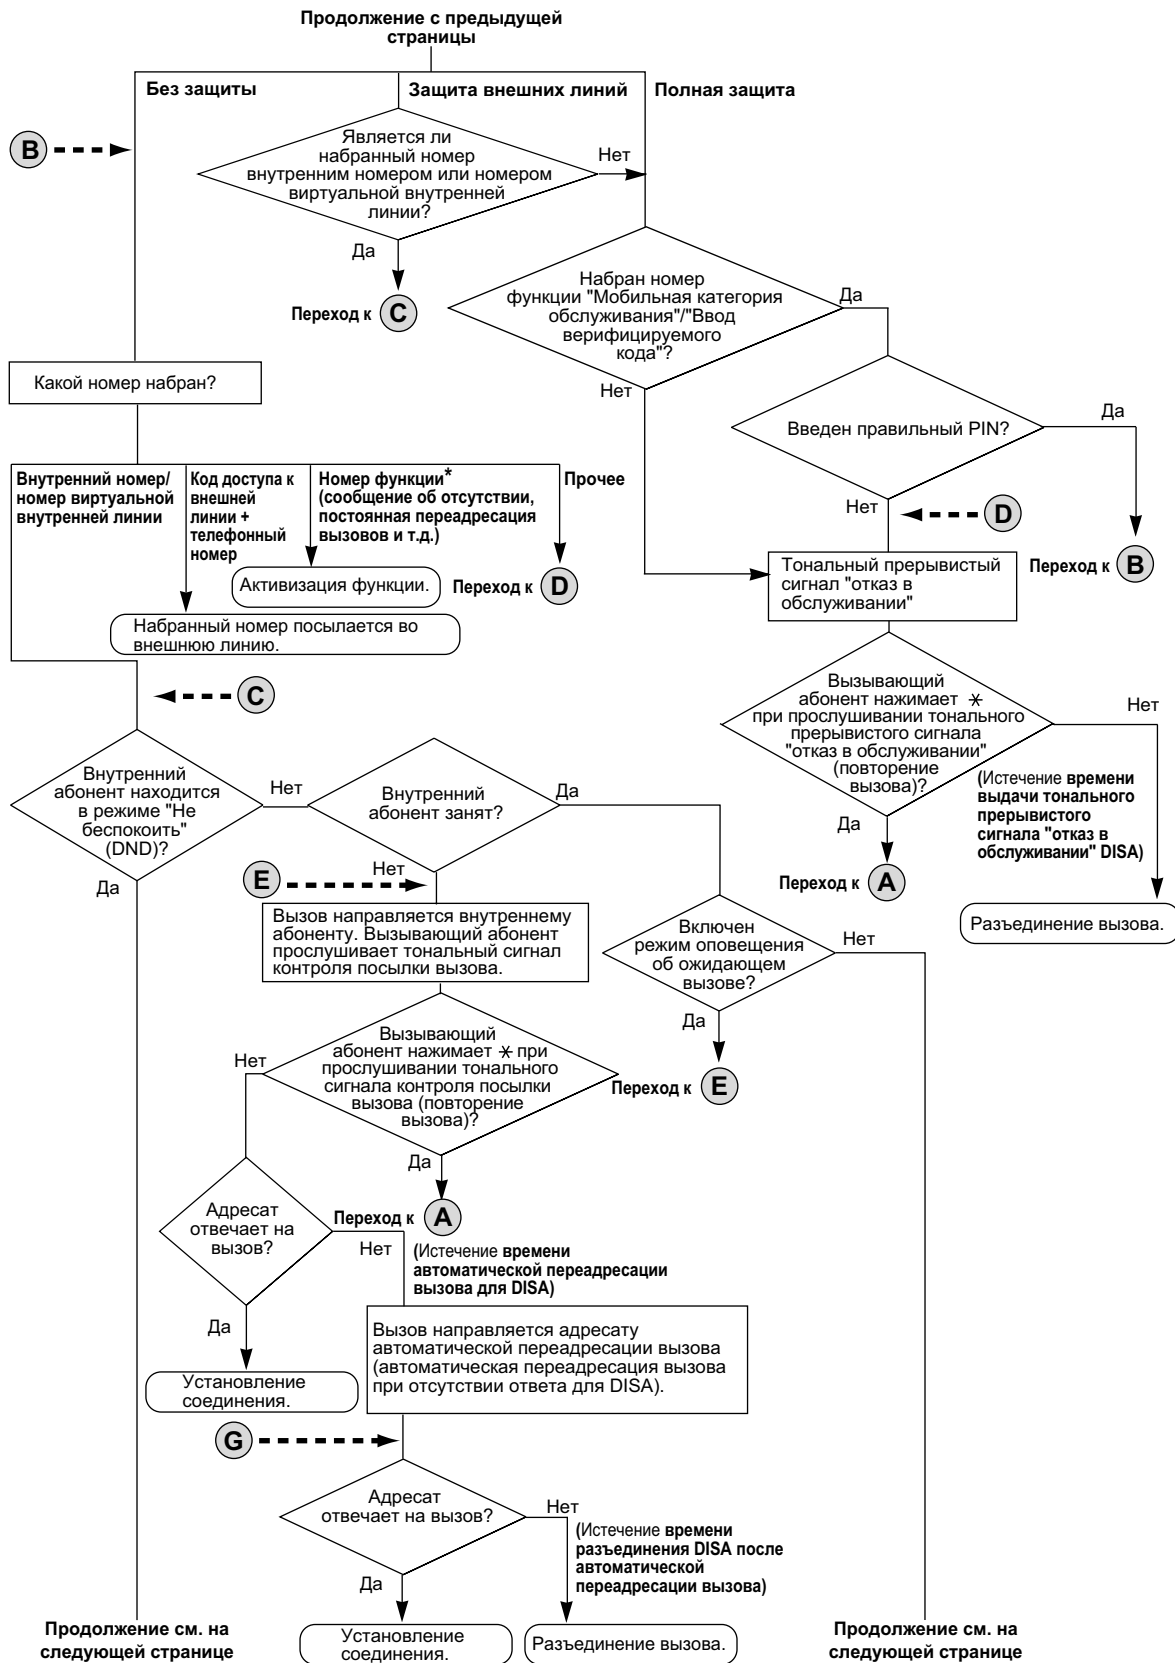 Продолжение с предыдущей
страницы
Без защиты
Защита внешних линий
Полная защита
B
Является ли
набранный номер
внутренним номером или номером
виртуальной внутренней
линии?
Нет
Да
Переход к
C
Набран номер
функции "Мобильная категория
обслуживания"/"Ввод
верифицируемого
кода"?
Да
Нет
Какой номер набран?
Введен правильный PIN?
Да
Нет
D
Переход к
B
Внутренний номер/
номер виртуальной
внутренней линии
Код доступа к
внешней
линии +
телефонный
номер
Номер функции*
(сообщение об отсутствии,
постоянная переадресация
вызовов и т.д.)
Прочее
Активизация функции.
Переход к
D
Набранный номер посылается во
внешнюю линию.
Тональный прерывистый
сигнал "отказ в
обслуживании"
C
Вызывающий
абонент нажимает *
при прослушивании тонального
прерывистого сигнала
"отказ в обслуживании"
(повторение
вызова)?
Нет
(Истечение времени
выдачи тонального
прерывистого
сигнала "отказ в
обслуживании" DISA)
Да
Переход к
A
Разъединение вызова.
Внутренний
абонент находится
в режиме "Не
беспокоить"
(DND)?
Нет
Да
Внутренний
абонент занят?
Да
Нет
E
Вызов направляется внутреннему
абоненту. Вызывающий абонент
прослушивает тональный сигнал
контроля посылки вызова.
Включен
режим оповещения
об ожидающем
вызове?
Нет
Да
Переход к
E
Вызывающий
абонент нажимает * при
прослушивании тонального
сигнала контроля посылки
вызова (повторение
вызова)?
Нет
Да
Переход к
A
Адресат
отвечает на
вызов?
Нет
(Истечение времени
автоматической переадресации
вызова для DISA)
Да
Установление
соединения.
Вызов направляется адресату
автоматической переадресации вызова
(автоматическая переадресация вызова
при отсутствии ответа для DISA).
G
Адресат
отвечает на вызов?
Нет
(Истечение времени
разъединения DISA после
автоматической
переадресации вызова)
Да
Установление
соединения.
Разъединение вызова.
Продолжение см. на
следующей странице
Продолжение см. на
следующей странице